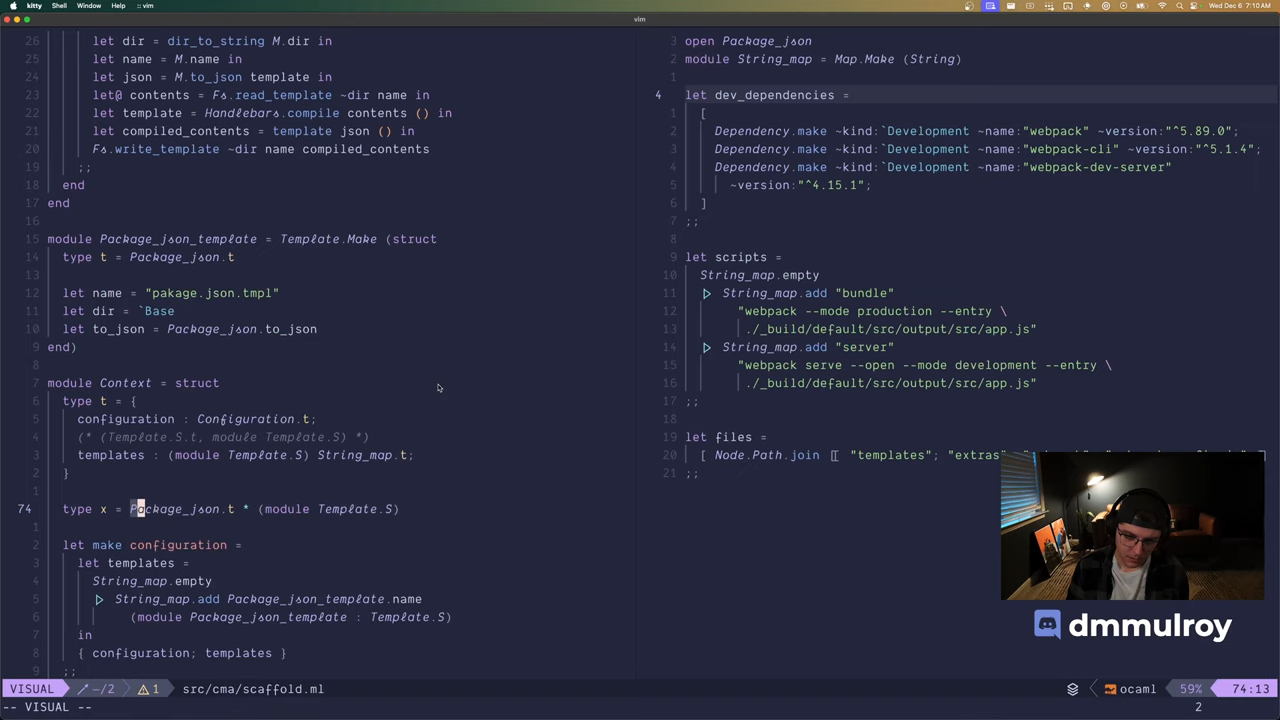 kitty Shell Window Help :: vim
Wed Dec 6 7:10 AM
vim
26 let dir = dir_to_string M.dir in
25 let name = M.name in
24 let json = M.to_json template in
23 let@ contents = Fs.read_template ~dir name in
22 let template = Handlebars.compile contents () in
21 let compiled_contents = template json () in
20 Fs.write_template ~dir name compiled_contents
19 ;;
18 end
17 end
16
15 module Package_json_template = Template.Make (struct
14 type t = Package_json.t
13
12 let name = "pakage.json.tmpl"
11 let dir = `Base
10 let to_json = Package_json.to_json
9 end)
8
7 module Context = struct
6 type t = {
5 configuration : Configuration.t;
4 (* (Template.S.t, module Template.S) *)
3 templates : (module Template.S) String_map.t;
2 }
1
74 type x = Package_json.t * (module Template.S)
1
2 let make configuration =
3 let templates =
4 String_map.empty
5 ▷ String_map.add Package_json_template.name
6 (module Package_json_template : Template.S)
7 in
8 { configuration; templates }
9 ;;
3 open Package_json
2 module String_map = Map.Make (String)
1
4 let dev_dependencies =
1 [
2 Dependency.make ~kind:`Development ~name:"webpack" ~version:"^5.89.0";
3 Dependency.make ~kind:`Development ~name:"webpack-cli" ~version:"^5.1.4";
4 Dependency.make ~kind:`Development ~name:"webpack-dev-server"
5 ~version:"^4.15.1";
6 ]
7 ;;
8
9 let scripts =
10 String_map.empty
11 ▷ String_map.add "bundle"
12 "webpack --mode production --entry \
13 ./_build/default/src/output/src/app.js"
14 ▷ String_map.add "server"
15 "webpack serve --open --mode development --entry \
16 ./_build/default/src/output/src/app.js"
17 ;;
18
19 let files =
20 [ Node.Path.join [ "templates"; "extras"
21 ;;
dmmulroy
VISUAL –/2 1 src/cma/scaffold.ml ocaml 59% 74:13
-- VISUAL -- 2